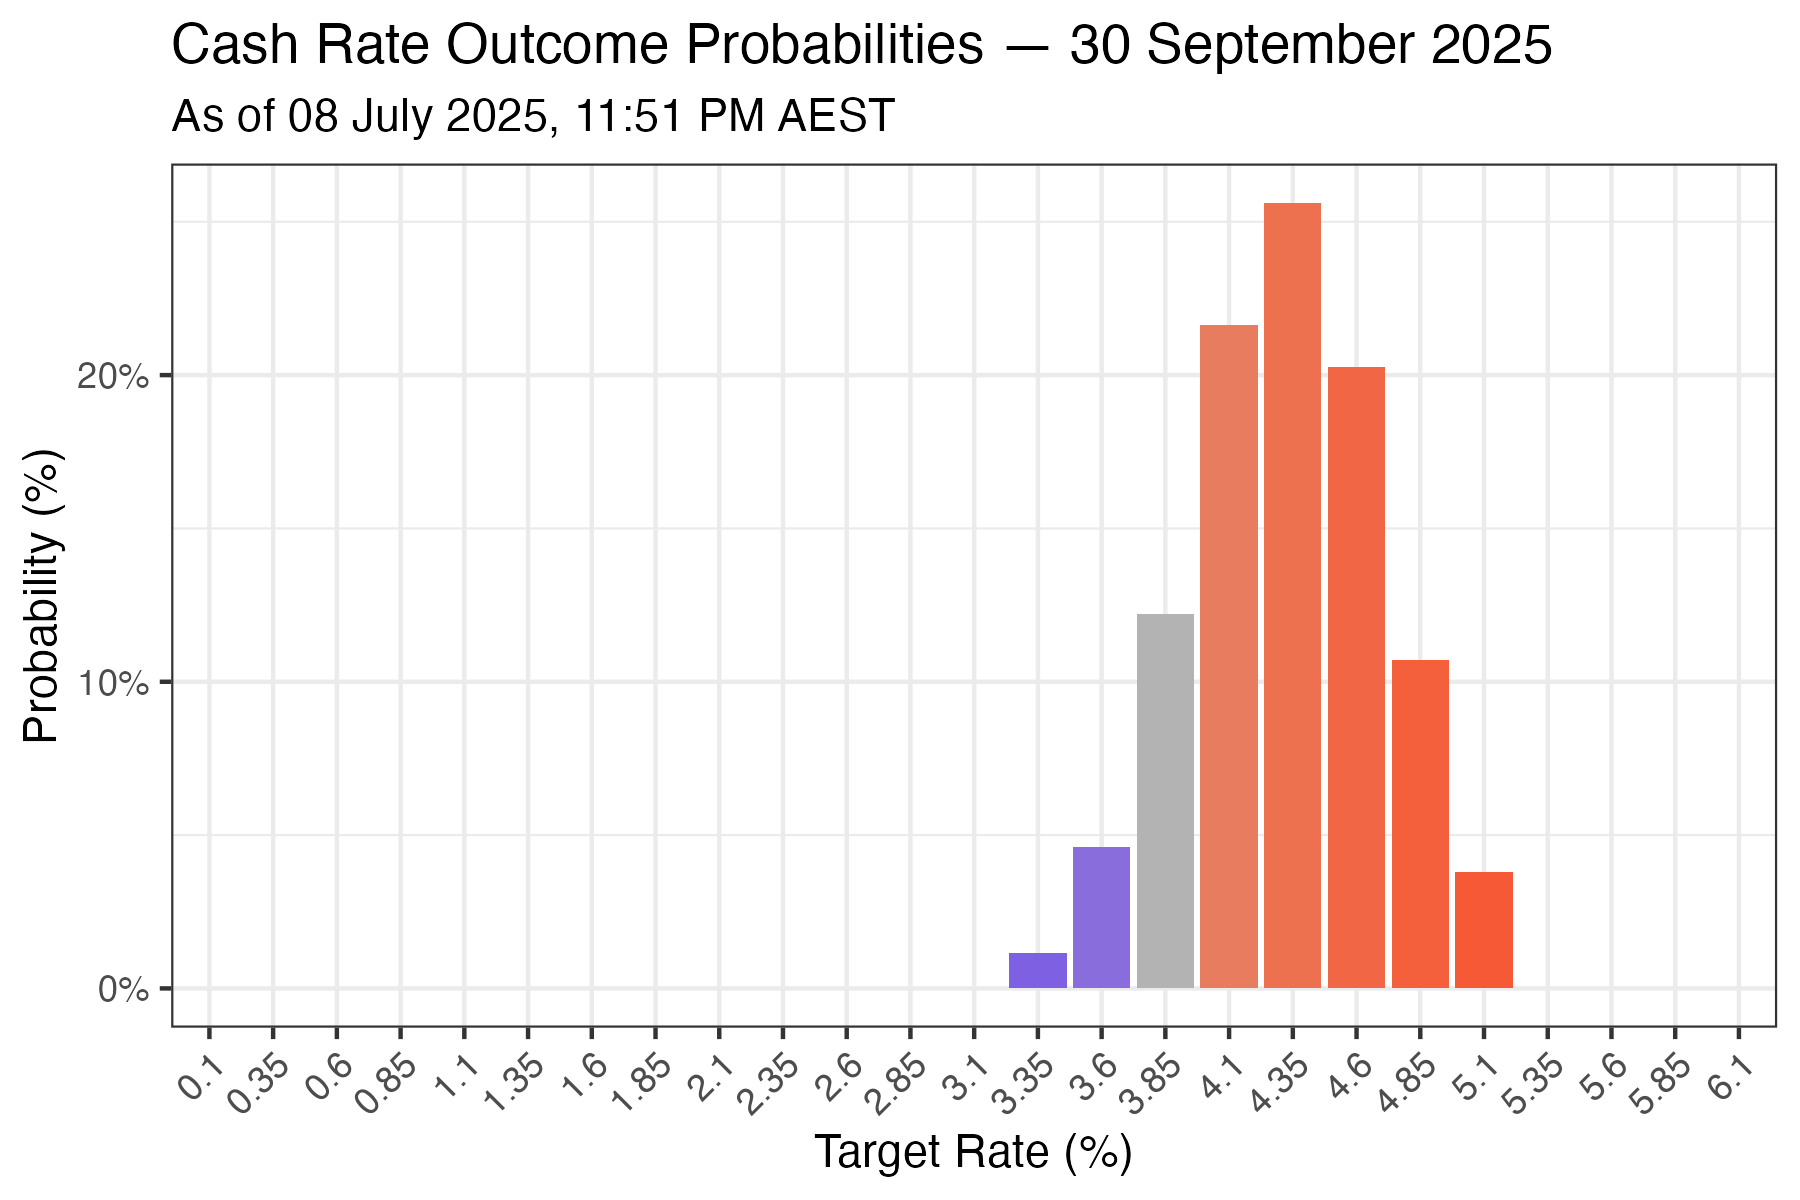 Cash Rate Outcome Probabilities — 30 September 2025
As of 08 July 2025, 11:51 PM AEST
Probability (%)
20%
10%
0%
0.1 0.35 0.6 0.85 1.1 1.35 1.6 1.85 2.1 2.35 2.6 2.85 3.1 3.35 3.6 3.85 4.1 4.35 4.6 4.85 5.1 5.35 5.6 5.85 6.1
Target Rate (%)